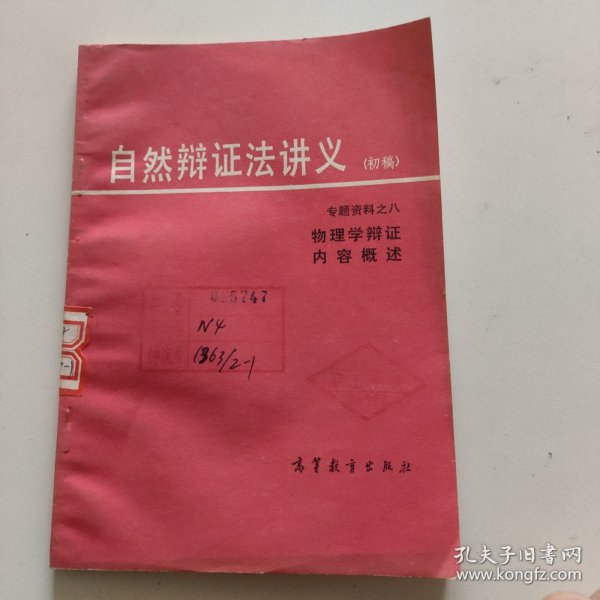 自然辩证法讲义
(初稿)
专题资料之八
物理学辩证
内容概述
N4
高等教育出版社
孔夫子旧书网
www.kongfz.com